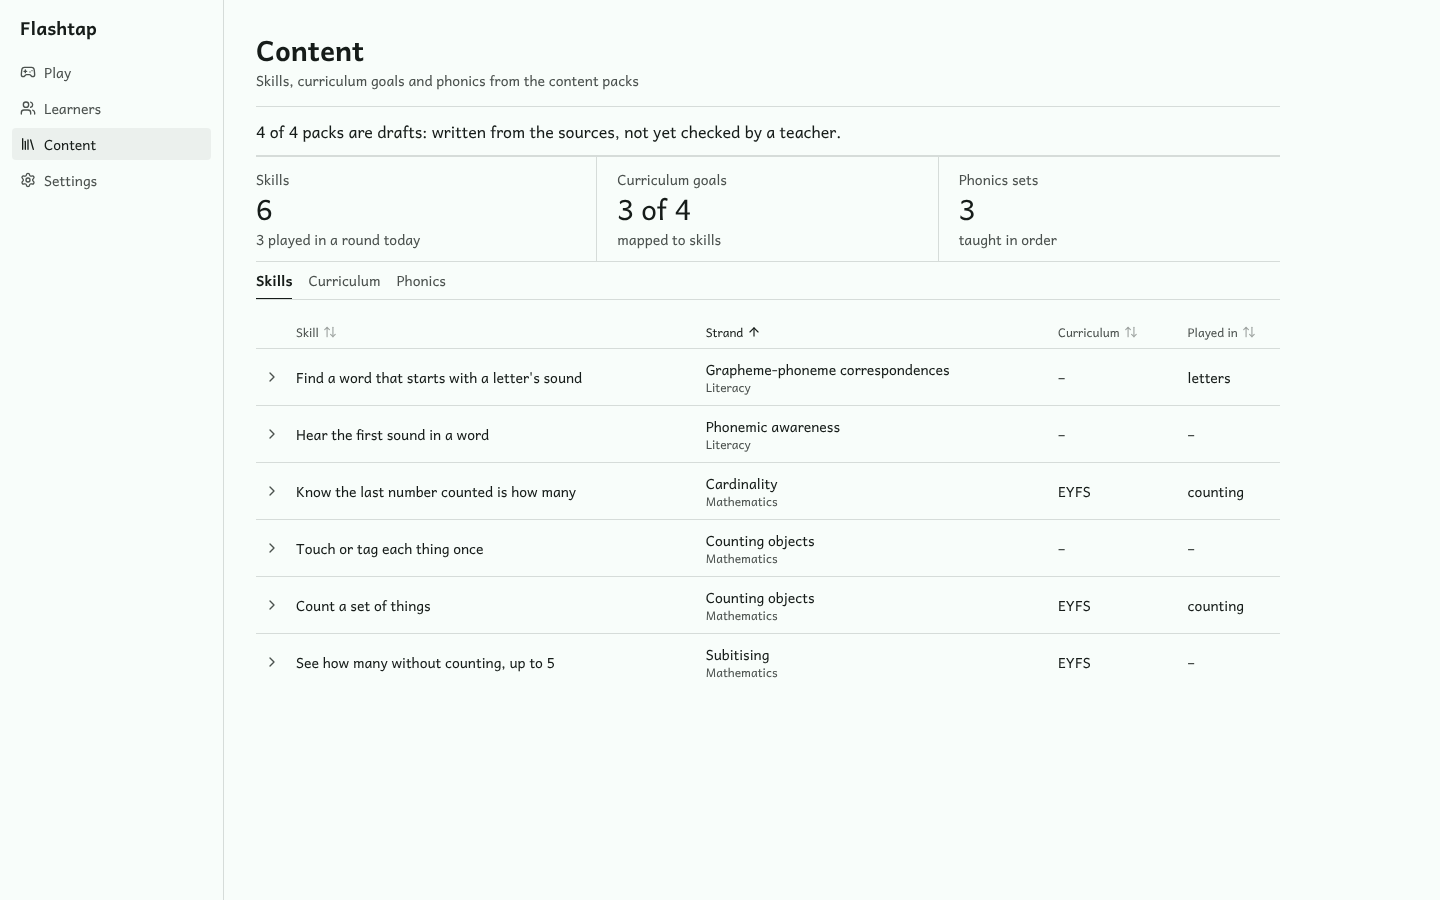 Flashtap
Play
Learners
Content
Settings
Content
Skills, curriculum goals and phonics from the content packs
4 of 4 packs are drafts: written from the sources, not yet checked by a teacher.
Skills
6
3 played in a round today
Curriculum goals
3 of 4
mapped to skills
Phonics sets
3
taught in order
Skills Curriculum Phonics
Skill Strand Curriculum Played in
Find a word that starts with a letter's sound
Grapheme-phoneme correspondences
Literacy
–
letters
Hear the first sound in a word
Phonemic awareness
Literacy
–
–
Know the last number counted is how many
Cardinality
Mathematics
EYFS
counting
Touch or tag each thing once
Counting objects
Mathematics
–
–
Count a set of things
Counting objects
Mathematics
EYFS
counting
See how many without counting, up to 5
Subitising
Mathematics
EYFS
–